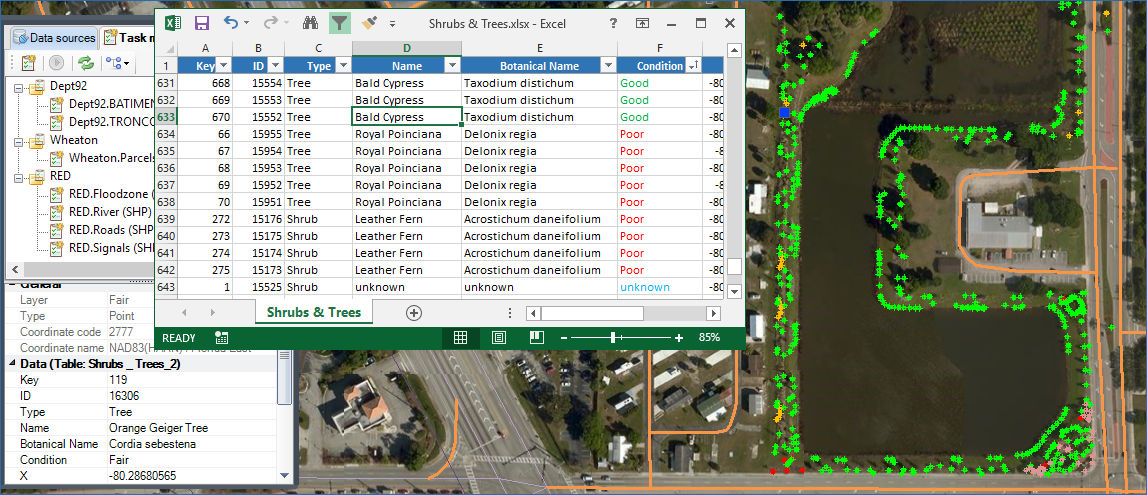 Shrubs & Trees.xlsx - Excel
Data sources
Task m
Dept92
Dept92.BATIMEN
Dept92.TRONCO
Wheaton
Wheaton.Parcels
RED
RED.Floodzone (
RED.River (SHP)
RED.Roads (SHP
RED.Signals (SHI
A B C D E F
1 Key ID Type Name Botanical Name Condition
631 668 15554 Tree Bald Cypress Taxodium distichum Good -80
632 669 15553 Tree Bald Cypress Taxodium distichum Good -80
633 670 15552 Tree Bald Cypress Taxodium distichum Good -80
634 66 15955 Tree Royal Poinciana Delonix regia Poor -80
635 67 15954 Tree Royal Poinciana Delonix regia Poor -8
636 68 15953 Tree Royal Poinciana Delonix regia Poor -80
637 69 15952 Tree Royal Poinciana Delonix regia Poor -8
638 70 15951 Tree Royal Poinciana Delonix regia Poor -80
639 272 15176 Shrub Leather Fern Acrostichum daneifolium Poor -80
640 273 15175 Shrub Leather Fern Acrostichum daneifolium Poor -80
641 274 15174 Shrub Leather Fern Acrostichum daneifolium Poor -80
642 275 15173 Shrub Leather Fern Acrostichum daneifolium Poor -80
643 1 15525 Shrub unknown unknown unknown -80
Shrubs & Trees
READY
85%
General
Layer Fair
Type Point
Coordinate code 2777
Coordinate name NAD83(HARN) / Florida East
Data (Table: Shrubs _ Trees_2)
Key 119
ID 16306
Type Tree
Name Orange Geiger Tree
Botanical Name Cordia sebestena
Condition Fair
X -80.28680565